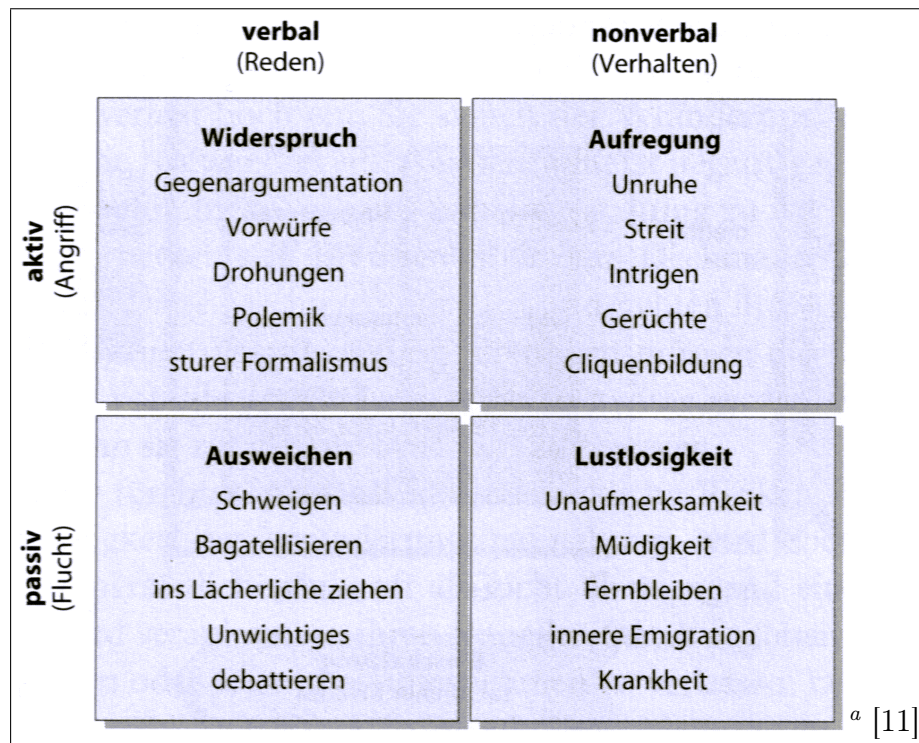 verbal
(Reden)
nonverbal
(Verhalten)
aktiv
(Angriff)
Widerspruch
Gegenargumentation
Vorwürfe
Drohungen
Polemik
sturer Formalismus
Aufregung
Unruhe
Streit
Intrigen
Gerüchte
Cliquenbildung
passiv
(Flucht)
Ausweichen
Schweigen
Bagatellisieren
ins Lächerliche ziehen
Unwichtiges
debattieren
Lustlosigkeit
Unaufmerksamkeit
Müdigkeit
Fernbleiben
innere Emigration
Krankheit
a [11]